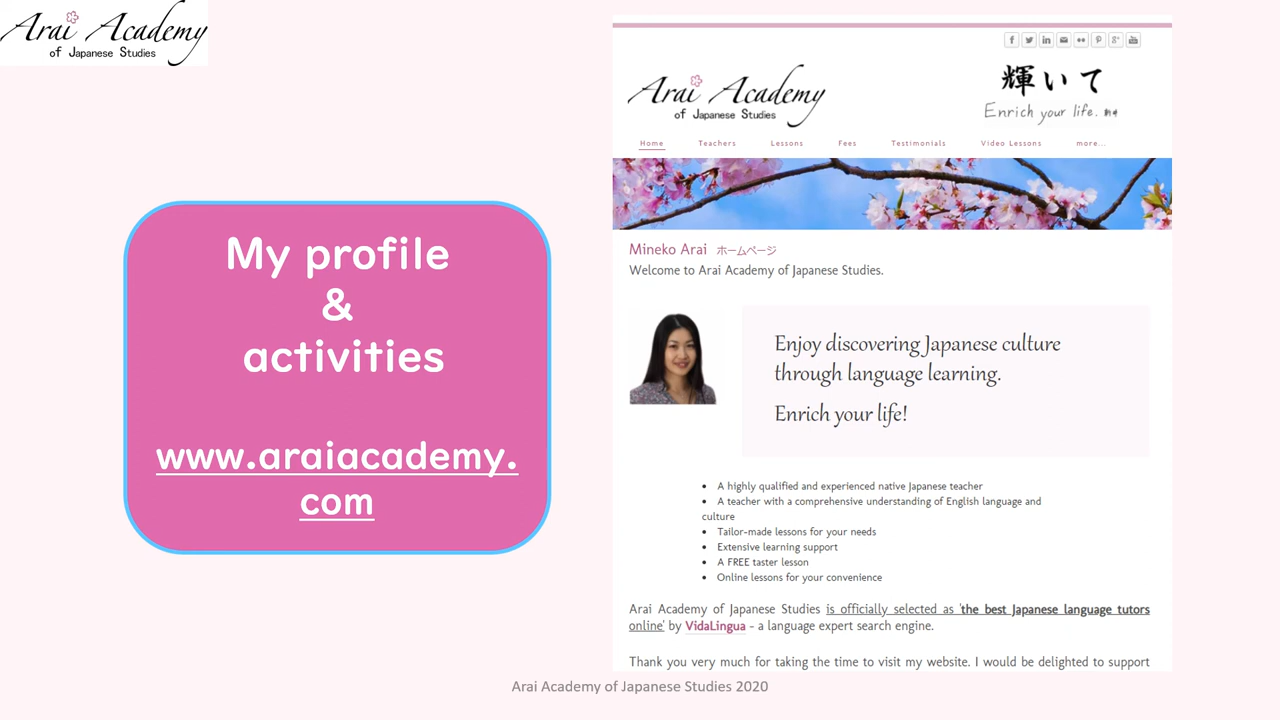 Arai Academy
of Japanese Studies
My profile
&
activities
www.araiacademy.
com
Arai Academy
of Japanese Studies
輝いて
Enrich your life.
Home Teachers Lessons Fees Testimonials Video Lessons more...
Mineko Arai ホームページ
Welcome to Arai Academy of Japanese Studies.
Enjoy discovering Japanese culture
through language learning.
Enrich your life!
• A highly qualified and experienced native Japanese teacher
• A teacher with a comprehensive understanding of English language and
culture
• Tailor-made lessons for your needs
• Extensive learning support
• A FREE taster lesson
• Online lessons for your convenience
Arai Academy of Japanese Studies is officially selected as 'the best Japanese language tutors
online' by VidaLingua - a language expert search engine.
Thank you very much for taking the time to visit my website. I would be delighted to support
Arai Academy of Japanese Studies 2020